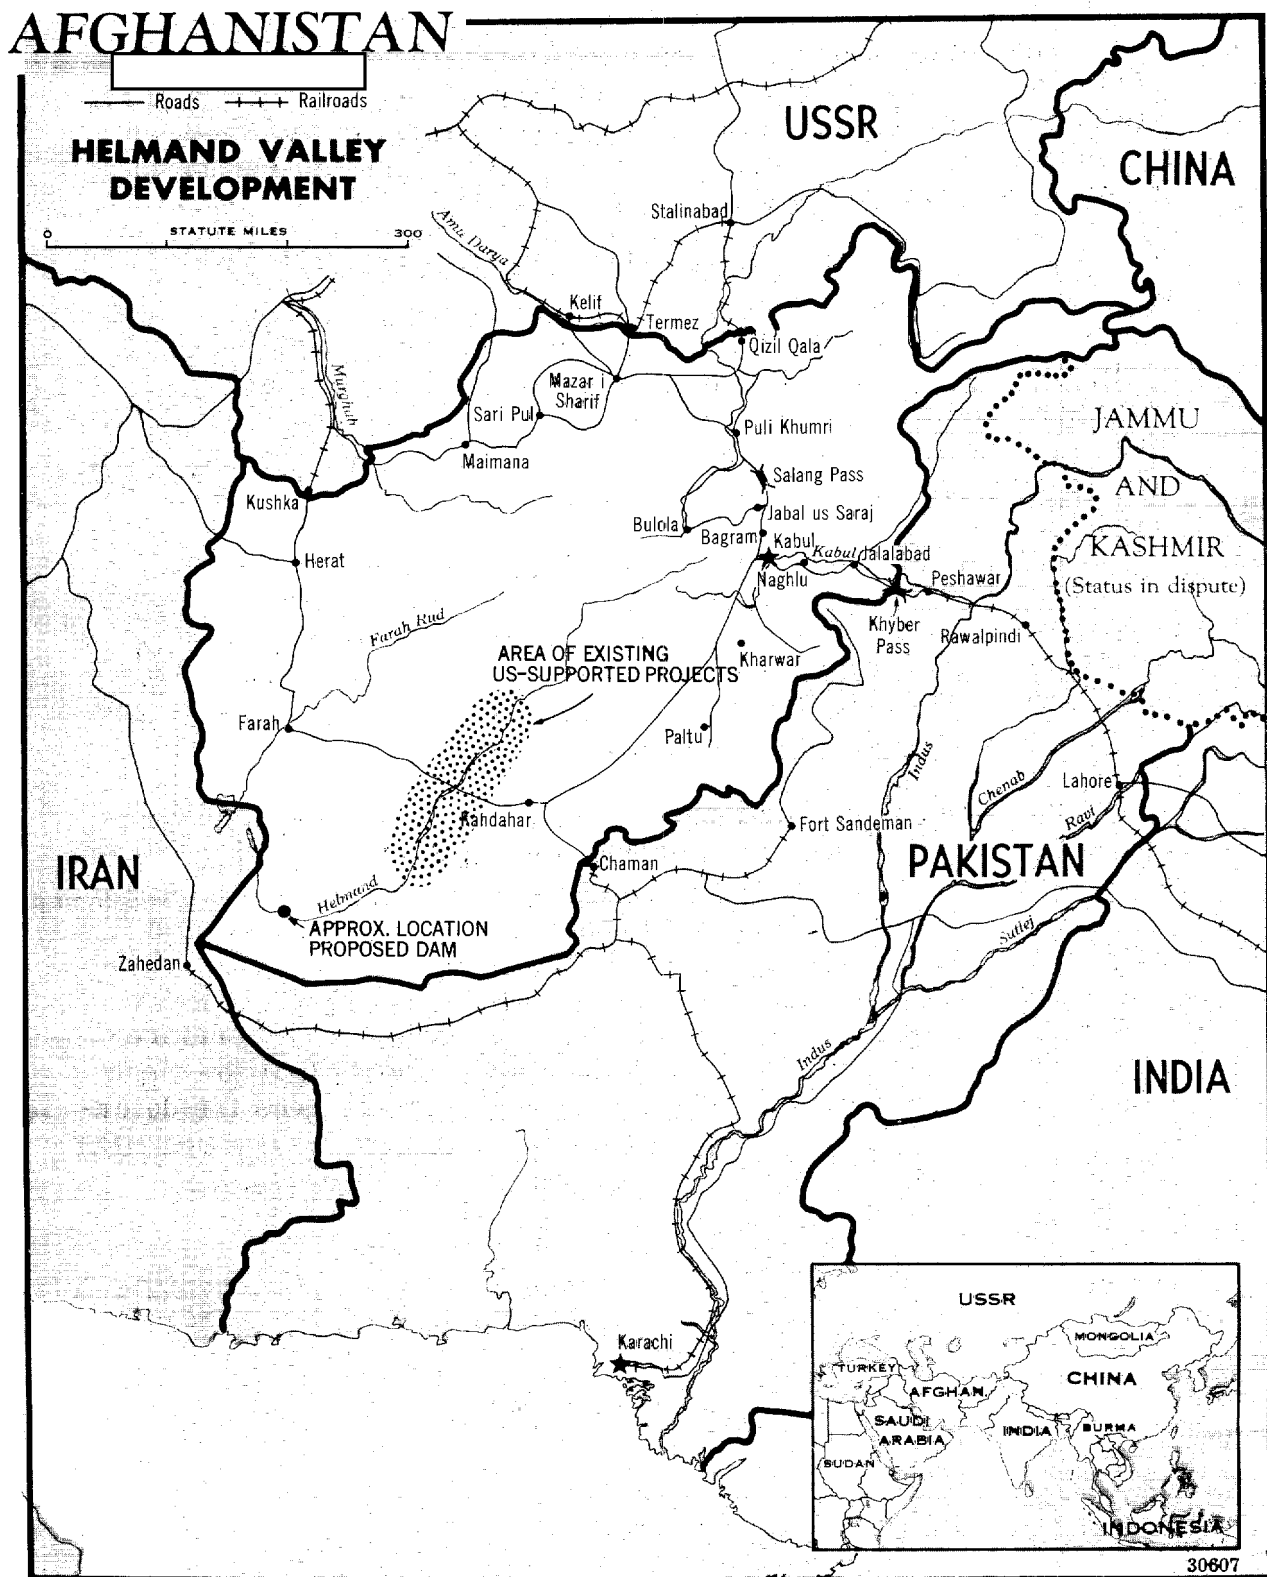 AFGHANISTAN
Roads Railroads
HELMAND VALLEY
DEVELOPMENT
STATUTE MILES
0 300
USSR
CHINA
Stalinabad
Amu Darya
Kelif
Termez
Qizil Qala
Murghab
Mazar i
Sharif
Sari Pul
Maimana
Puli Khumri
JAMMU
AND
KASHMIR
(Status in dispute)
Kushka
Salang Pass
Bulola
Jabal us Saraj
Bagram
Kabul
Kabul
Jalalabad
Naghlu
Peshawar
Herat
Khyber
Pass
Rawalpindi
Farah Rud
AREA OF EXISTING
US-SUPPORTED PROJECTS
Kharwar
Farah
Paltu
Indus
Chenab
Lahore
Ravi
Kahdahar
Fort Sandeman
Chaman
PAKISTAN
IRAN
Helmand
APPROX. LOCATION
PROPOSED DAM
Sutlej
Zahedan
Indus
INDIA
Karachi
USSR
MONGOLIA
TURKEY
CHINA
AFGHAN.
SAUDI
ARABIA
INDIA
BURMA
SUDAN
INDONESIA
30607